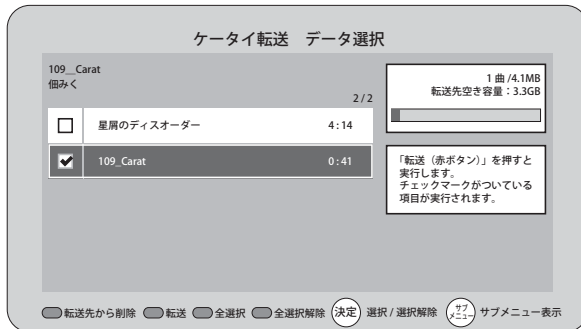 ケータイ転送　データ選択
109__Carat
佃みく
2/2
星屑のディスオーダー 4:14
109_Carat 0:41
1 曲 /4.1MB
転送先空き容量：3.3GB
「転送（赤ボタン）」を押すと
実行します。
チェックマークがついている
項目が実行されます。
転送先から削除 転送 全選択 全選択解除 決定 選択 / 選択解除 サブメニュー サブメニュー表示